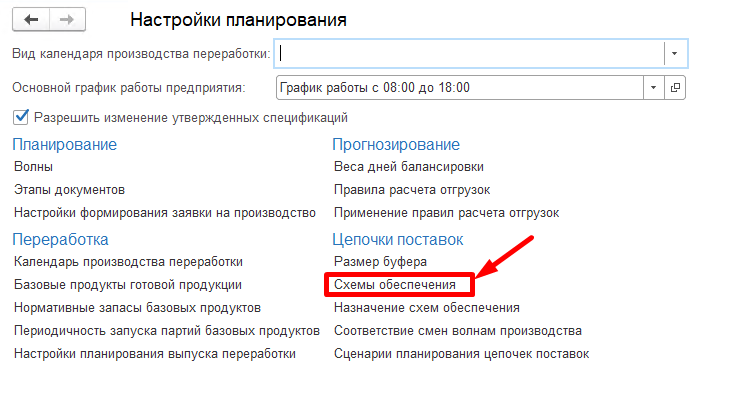 Настройки планирования
Вид календаря производства переработки:
Основной график работы предприятия: График работы с 08:00 до 18:00
Разрешить изменение утвержденных спецификаций
Планирование
Волны
Этапы документов
Настройки формирования заявки на производство
Прогнозирование
Веса дней балансировки
Правила расчета отгрузок
Применение правил расчета отгрузок
Переработка
Календарь производства переработки
Базовые продукты готовой продукции
Нормативные запасы базовых продуктов
Периодичность запуска партий базовых продуктов
Настройки планирования выпуска переработки
Цепочки поставок
Размер буфера
Схемы обеспечения
Назначение схем обеспечения
Соответствие смен волнам производства
Сценарии планирования цепочек поставок